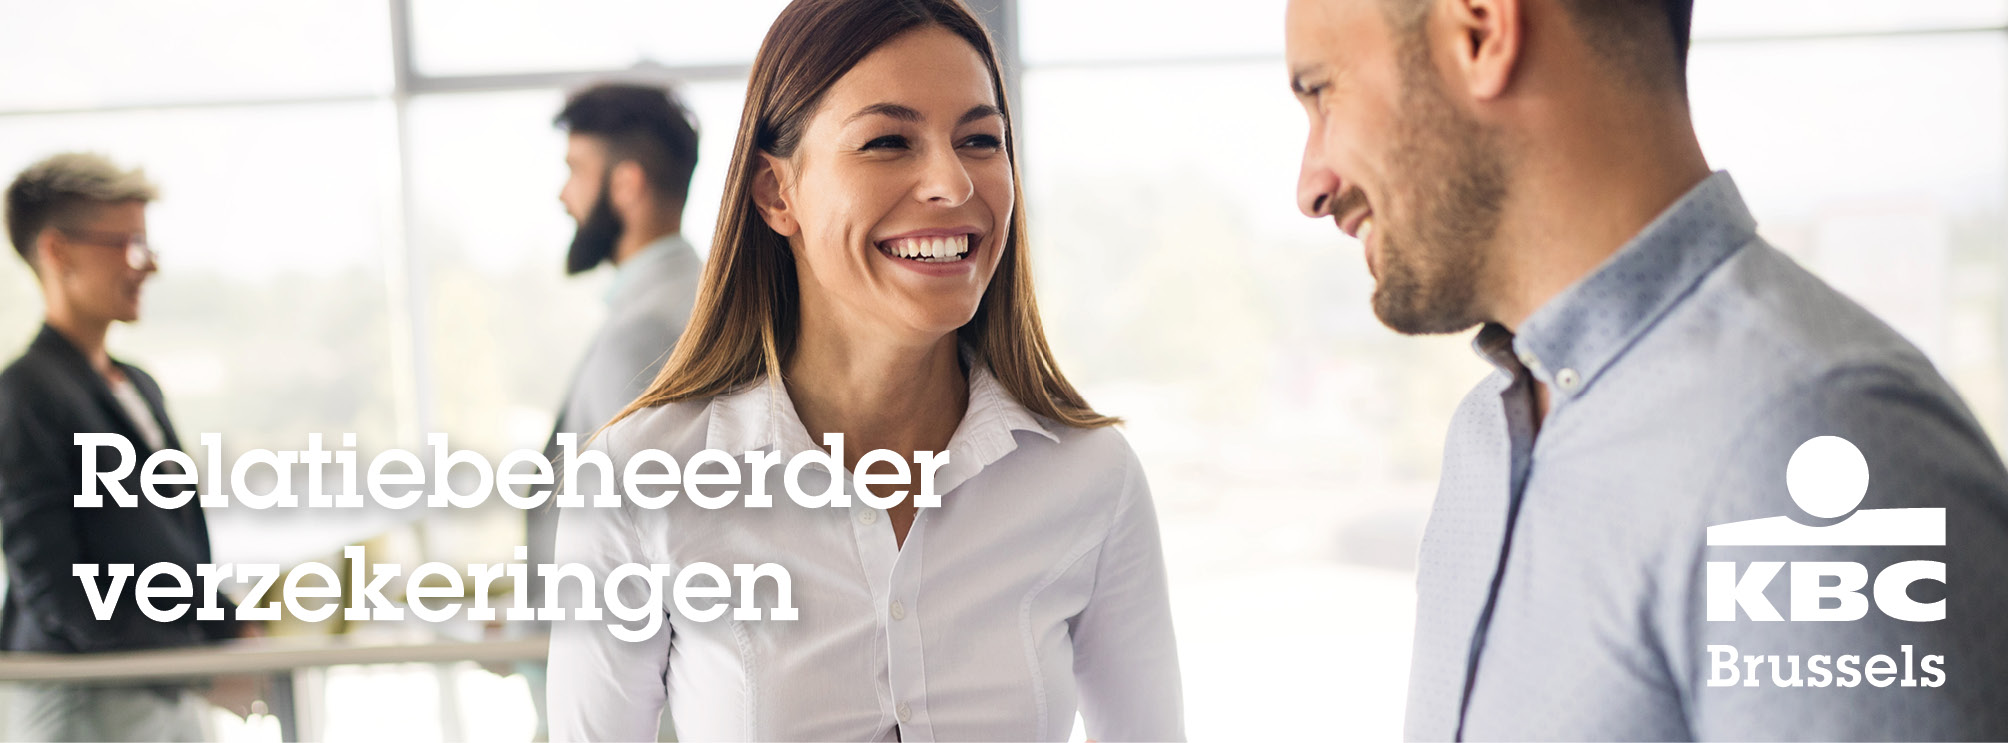 Relatiebeheerder
verzekeringen
KBC
Brussels